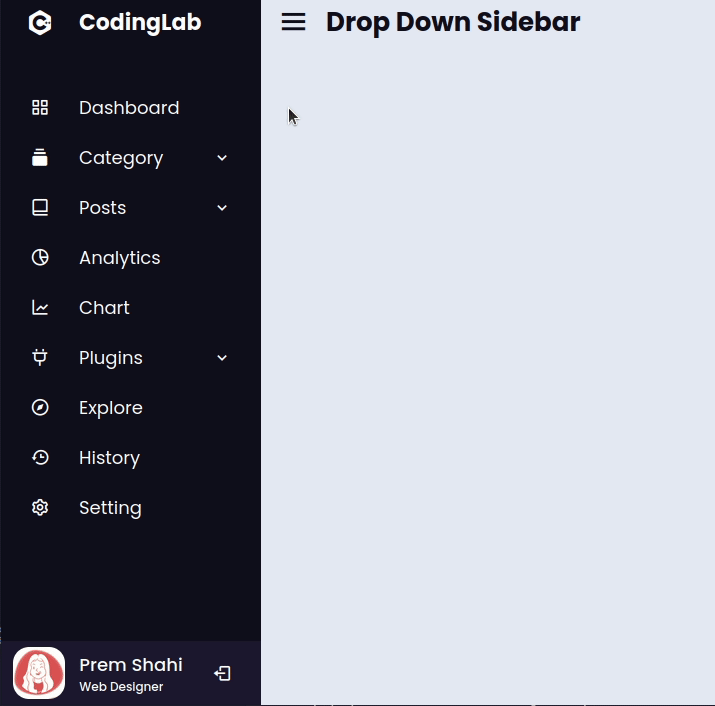 CodingLab
Drop Down Sidebar
Dashboard
Category
Posts
Analytics
Chart
Plugins
Explore
History
Setting
Prem Shahi
Web Designer